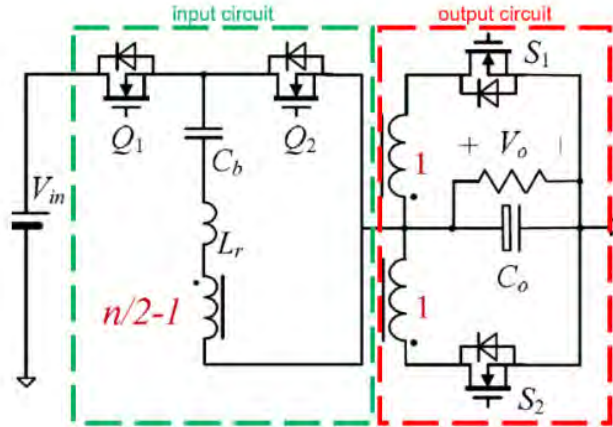 input circuit
output circuit
Q1
Q2
S1
Cb
+ Vo
1
Vin
Lr
Co
n/2-1
1
S2